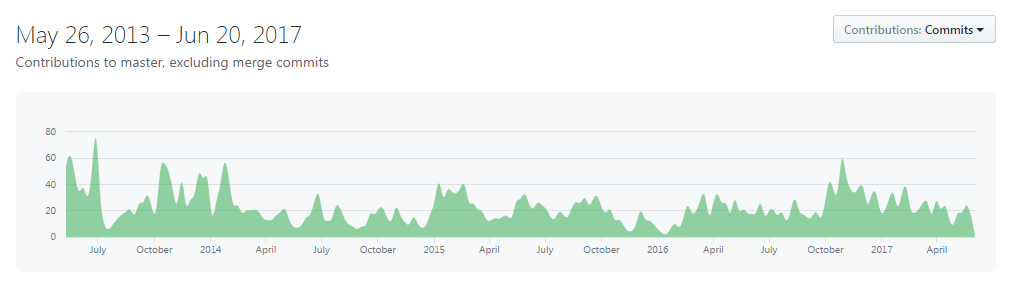 May 26, 2013 – Jun 20, 2017
Contributions: Commits
Contributions to master, excluding merge commits
80
60
40
20
0
July October 2014 April July October 2015 April July October 2016 April July October 2017 April